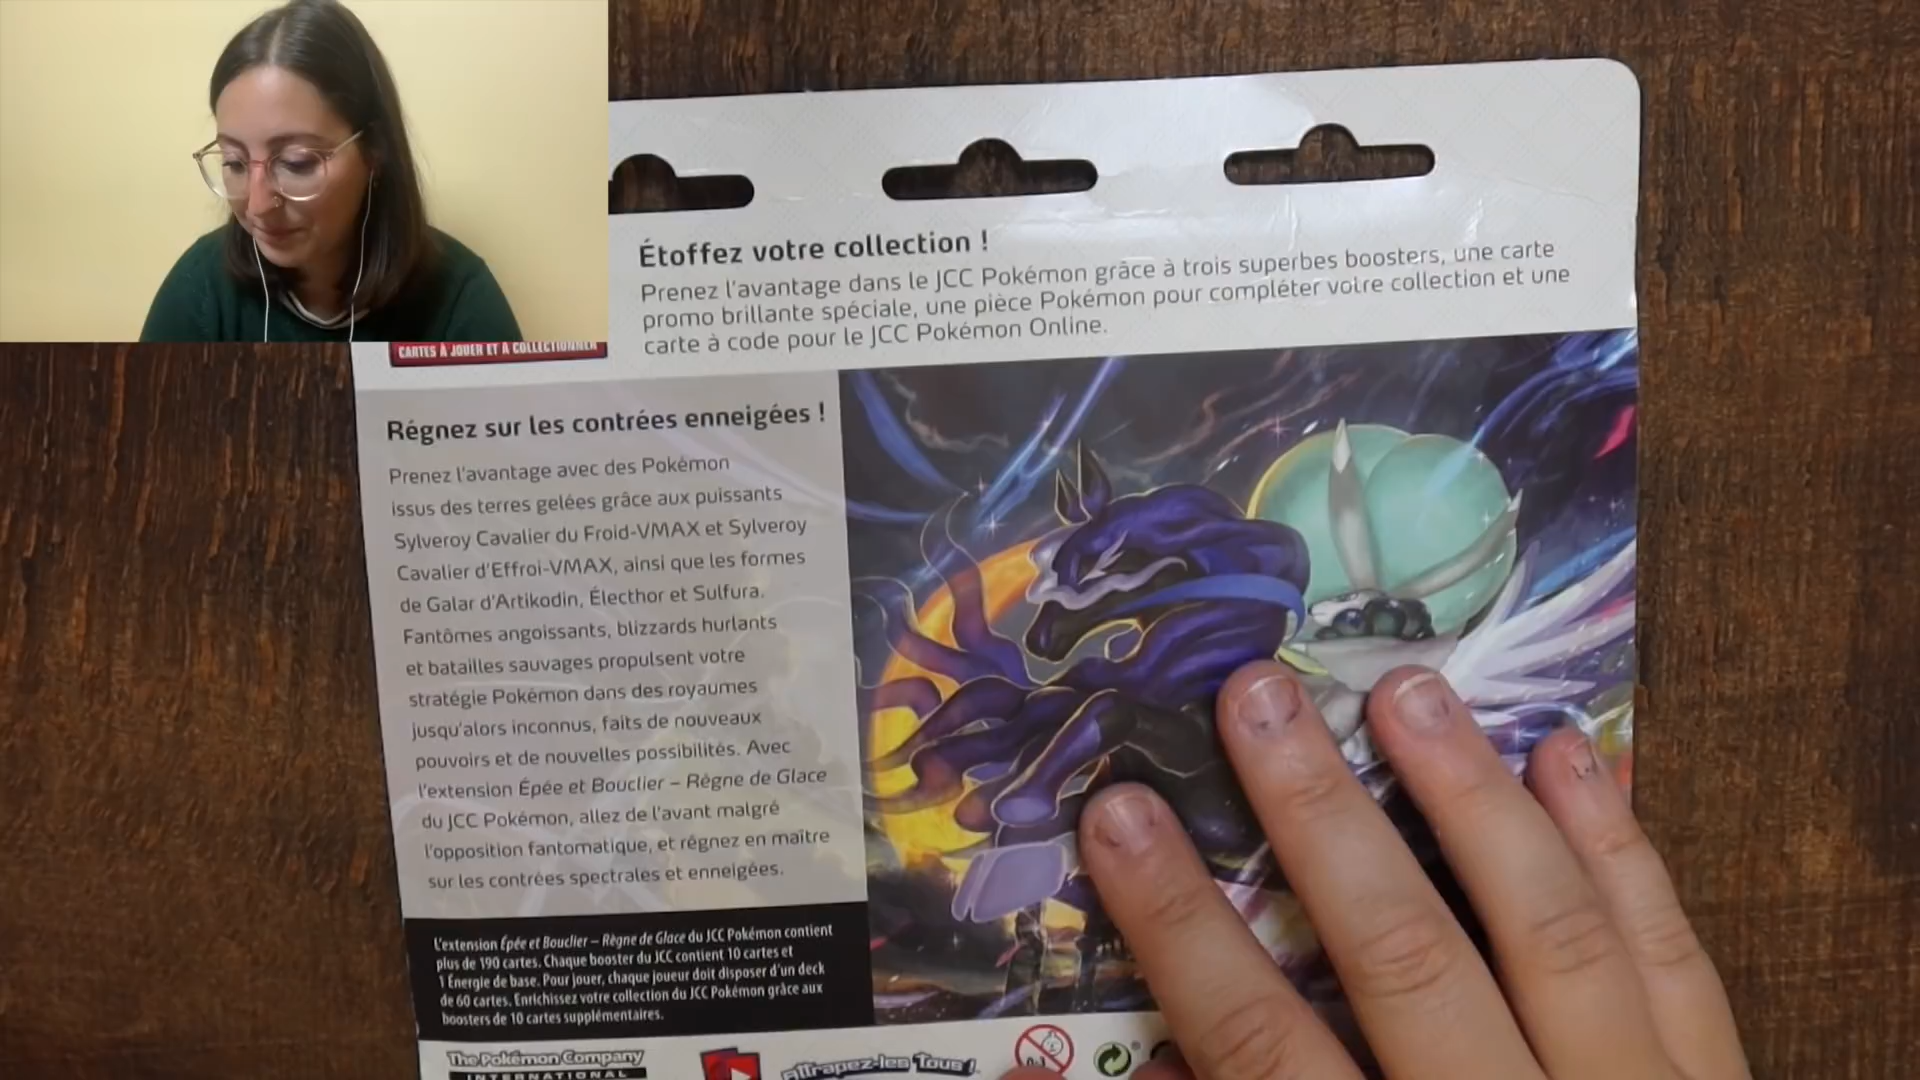 Étoffez votre collection !
Prenez l'avantage dans le JCC Pokémon grâce à trois superbes boosters, une carte
promo brillante spéciale, une pièce Pokémon pour compléter votre collection et une
carte à code pour le JCC Pokémon Online.
CARTES À JOUER ET À COLLECTIONNER
Régnez sur les contrées enneigées !
Prenez l'avantage avec des Pokémon
issus des terres gelées grâce aux puissants
Sylveroy Cavalier du Froid-VMAX et Sylveroy
Cavalier d'Effroi-VMAX, ainsi que les formes
de Galar d'Artikodin, Électhor et Sulfura.
Fantômes angoissants, blizzards hurlants
et batailles sauvages propulsent votre
stratégie Pokémon dans des royaumes
jusqu'alors inconnus, faits de nouveaux
pouvoirs et de nouvelles possibilités. Avec
l'extension Épée et Bouclier – Règne de Glace
du JCC Pokémon, allez de l'avant malgré
l'opposition fantomatique, et régnez en maître
sur les contrées spectrales et enneigées.
L'extension Épée et Bouclier – Règne de Glace du JCC Pokémon contient
plus de 190 cartes. Chaque booster du JCC contient 10 cartes et
1 Énergie de base. Pour jouer, chaque joueur doit disposer d'un deck
de 60 cartes. Enrichissez votre collection du JCC Pokémon grâce aux
boosters de 10 cartes supplémentaires.
The Pokémon Company
INTERNATIONAL
Attrapez-les Tous !
0-3